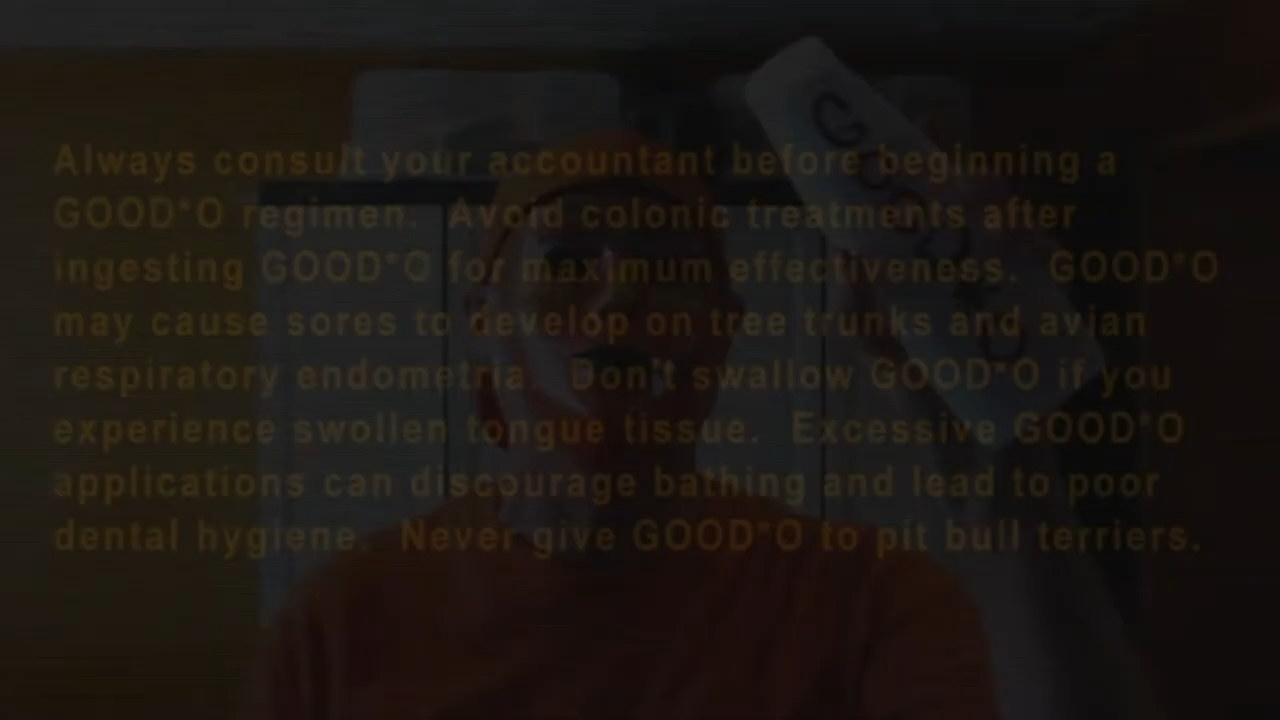 Always consult your accountant before beginning a
GOOD*O regimen.  Avoid colonic treatments after
ingesting GOOD*O for maximum effectiveness.  GOOD*O
may cause sores to develop on tree trunks and avian
respiratory endometria.  Don't swallow GOOD*O if you
experience swollen tongue tissue.  Excessive GOOD*O
applications can discourage bathing and lead to poor
dental hygiene.  Never give GOOD*O to pit bull terriers.
GOOD*O